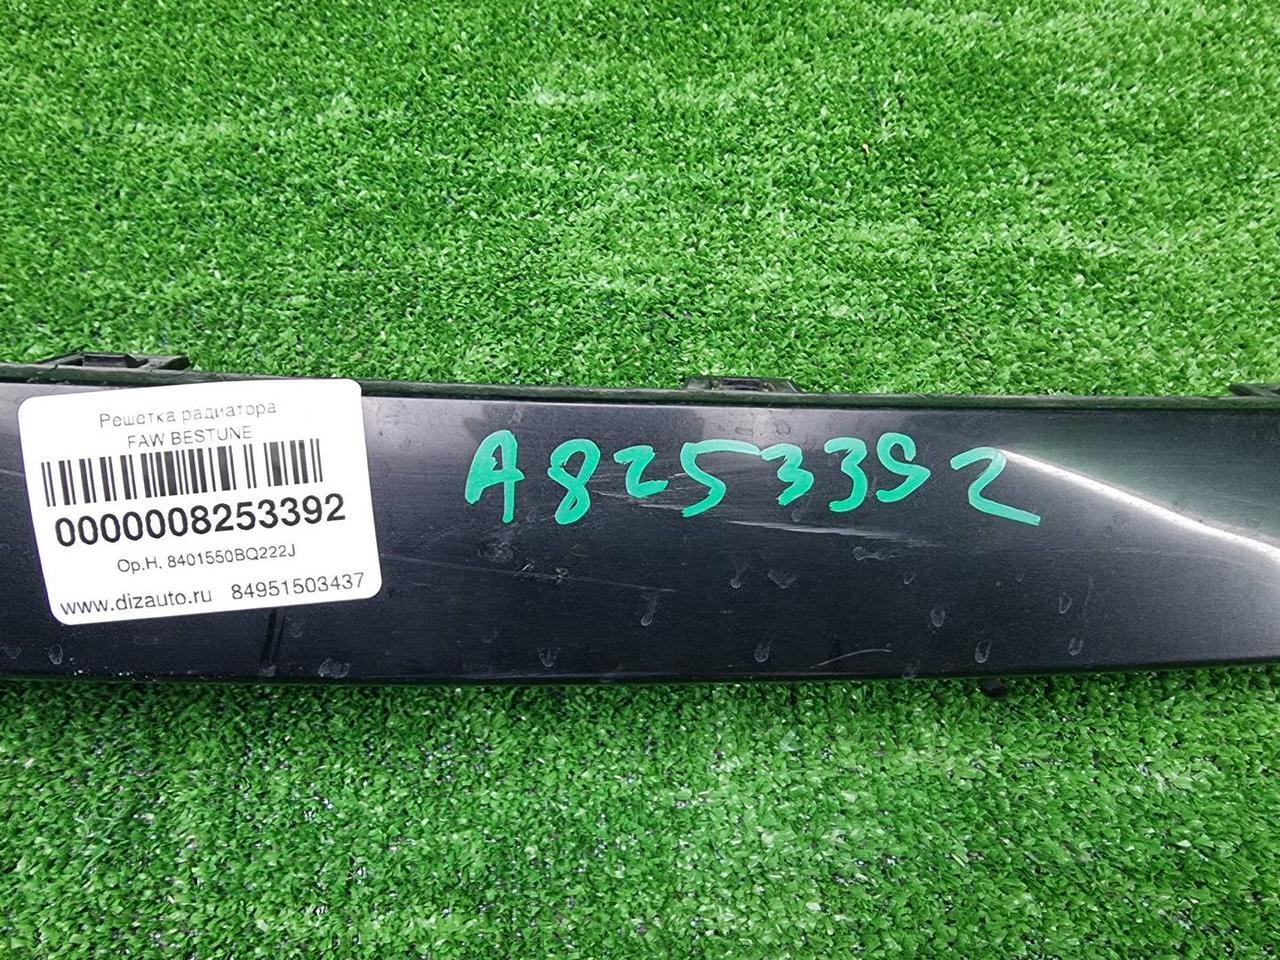 Решетка радиатора
FAW BESTUNE
0000008253392
Ор.Н. 8401550BQ222J
www.dizauto.ru 84951503437
A8253392